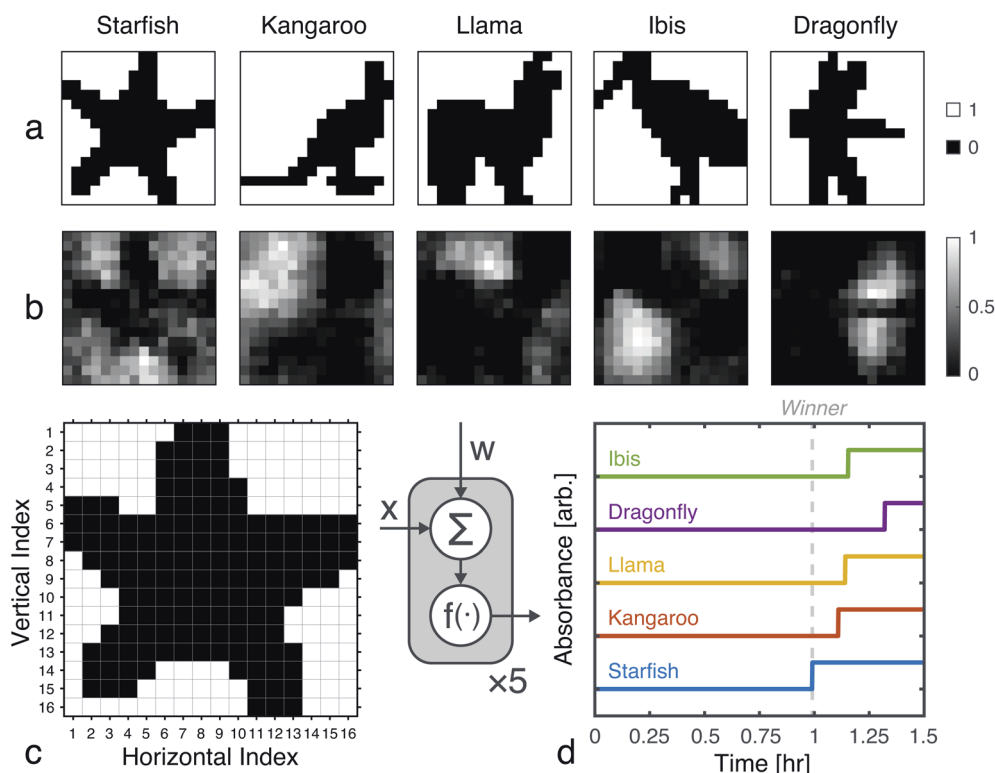 Starfish Kangaroo Llama Ibis Dragonfly
a
1
0
b
1
0.5
0
Vertical Index
1
2
3
4
5
6
7
8
9
10
11
12
13
14
15
16
1 2 3 4 5 6 7 8 9 10 11 12 13 14 15 16
Horizontal Index
c
w
x
Σ
f(·)
×5
Winner
Absorbance [arb.]
Ibis
Dragonfly
Llama
Kangaroo
Starfish
0 0.25 0.5 0.75 1 1.25 1.5
Time [hr]
d